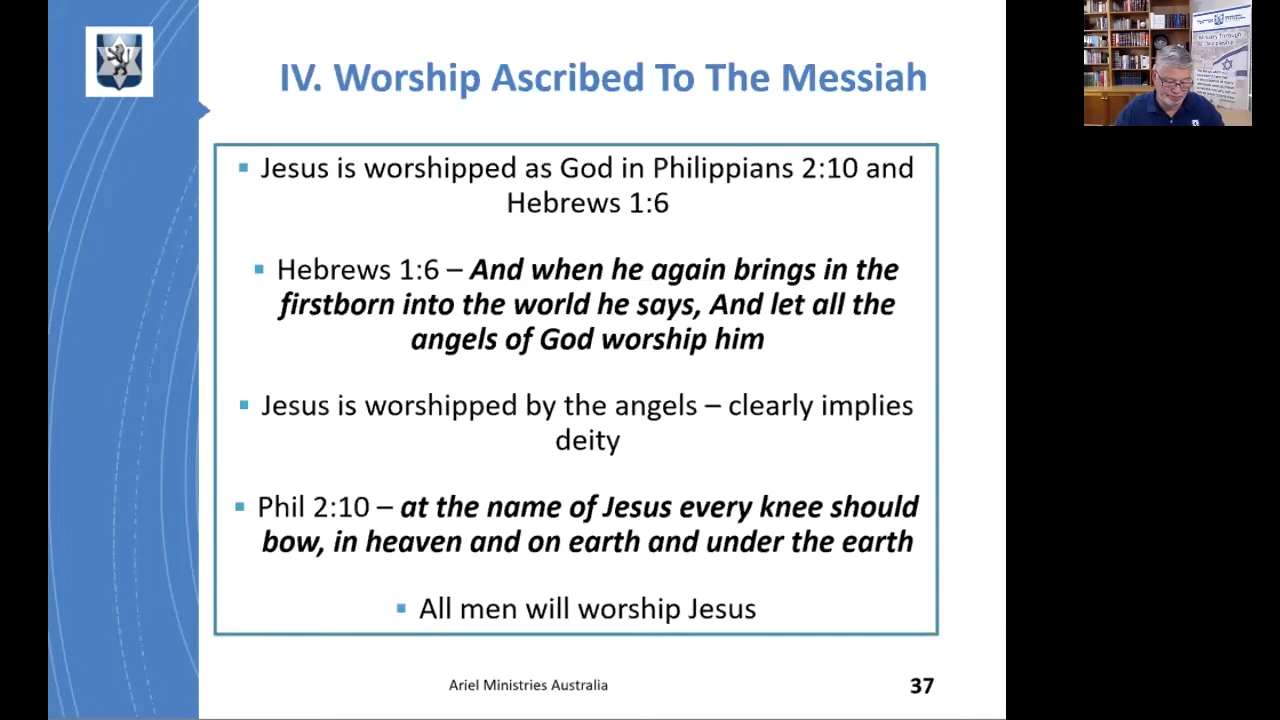 IV. Worship Ascribed To The Messiah
▪ Jesus is worshipped as God in Philippians 2:10 and
Hebrews 1:6
▪ Hebrews 1:6 – And when he again brings in the
firstborn into the world he says, And let all the
angels of God worship him
▪ Jesus is worshipped by the angels – clearly implies
deity
▪ Phil 2:10 – at the name of Jesus every knee should
bow, in heaven and on earth and under the earth
▪ All men will worship Jesus
Ariel Ministries Australia
37
Ministry Through
Discipleship